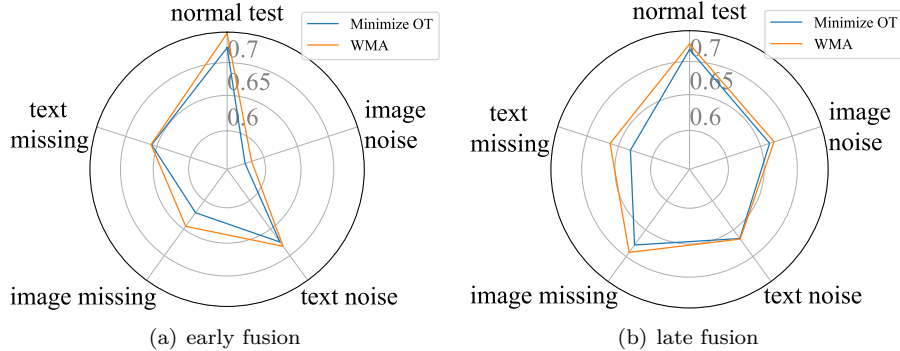 normal test
Minimize OT
WMA
0.7
0.65
0.6
text
missing
image
noise
image missing
text noise
(a) early fusion
normal test
Minimize OT
WMA
0.7
0.65
0.6
text
missing
image
noise
image missing
text noise
(b) late fusion